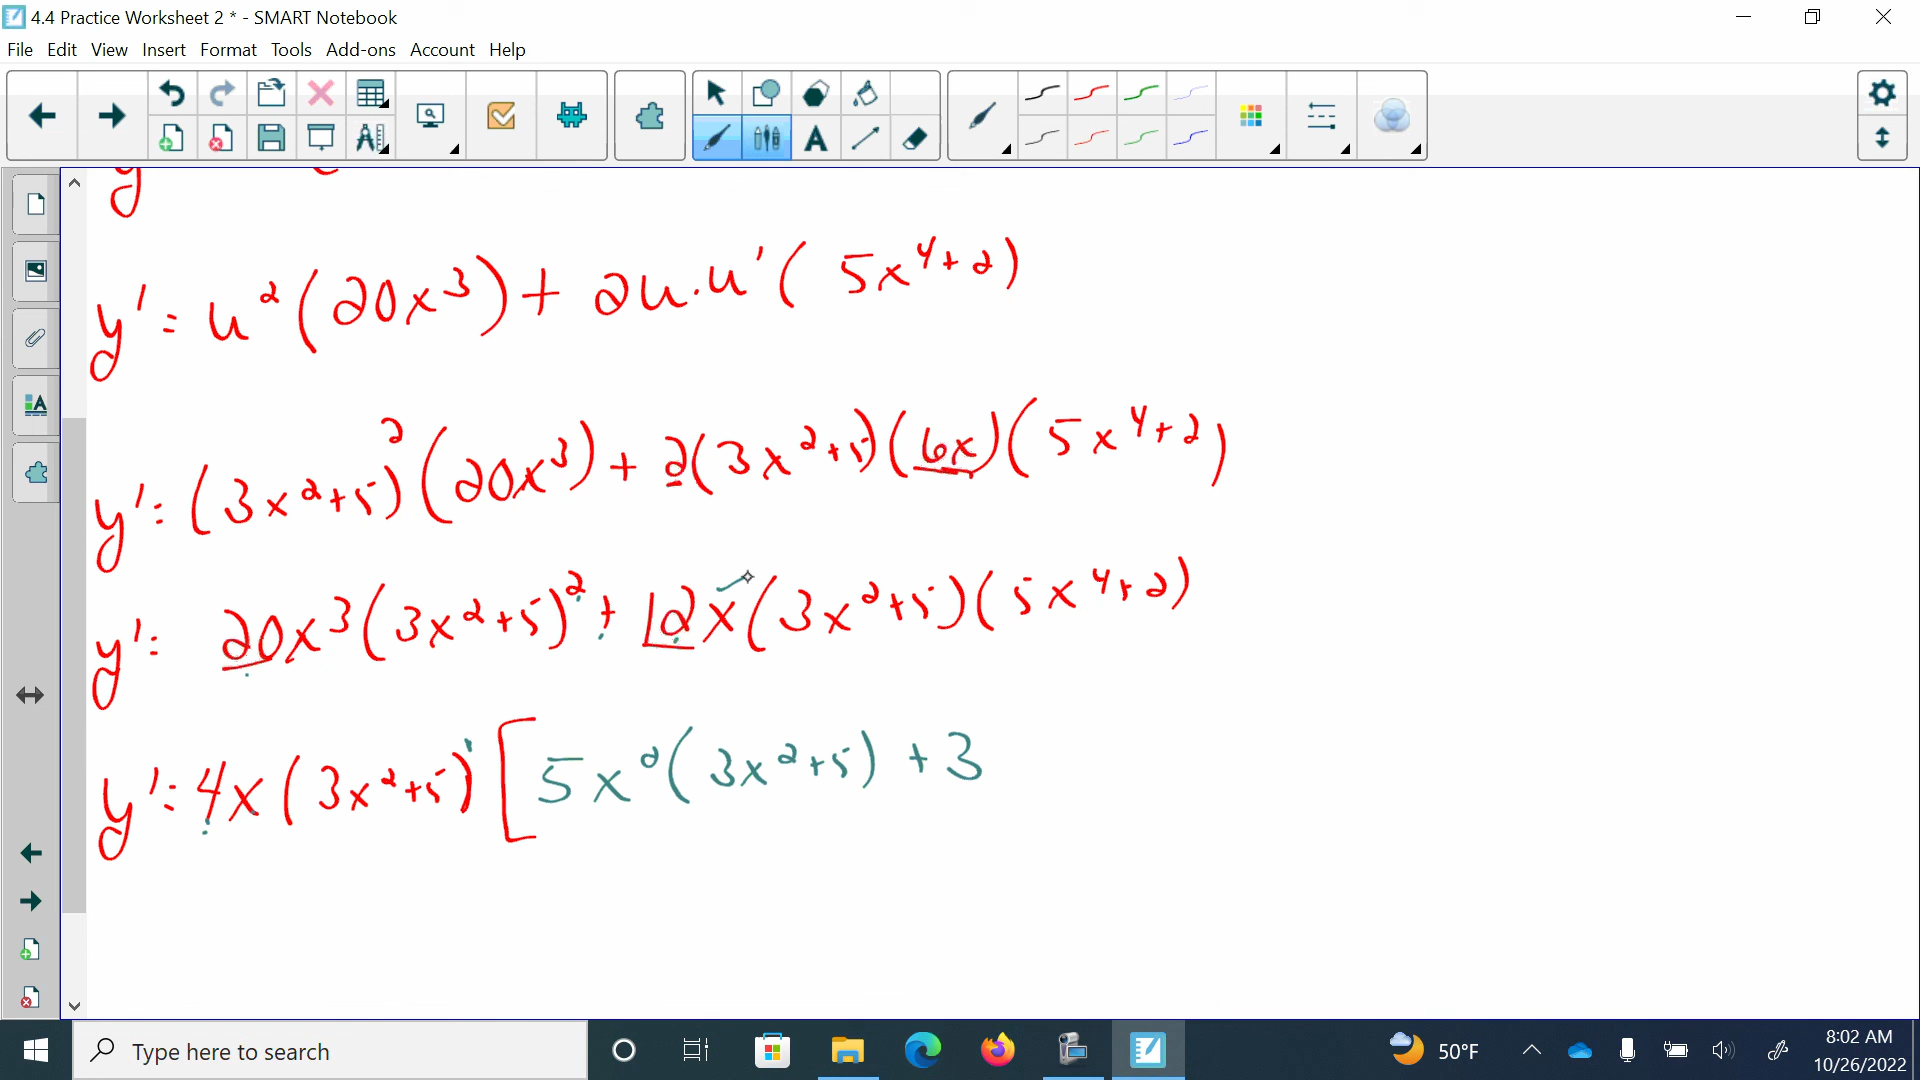 4.4 Practice Worksheet 2 * - SMART Notebook
File Edit View Insert Format Tools Add-ons Account Help
y' = u²(20x³) + 2u·u'(5x⁴+2)
y' = (3x²+5)²(20x³) + 2(3x²+5)(6x)(5x⁴+2)
y' = 20x³(3x²+5)² + 12x(3x²+5)(5x⁴+2)
y' = 4x(3x²+5)¹[5x²(3x²+5) + 3
Type here to search
50°F
8:02 AM
10/26/2022